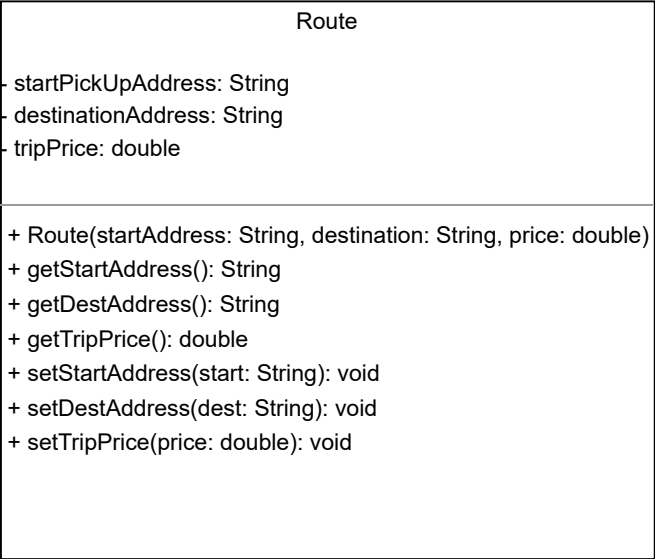 Route
- startPickUpAddress: String
- destinationAddress: String
- tripPrice: double
+ Route(startAddress: String, destination: String, price: double)
+ getStartAddress(): String
+ getDestAddress(): String
+ getTripPrice(): double
+ setStartAddress(start: String): void
+ setDestAddress(dest: String): void
+ setTripPrice(price: double): void